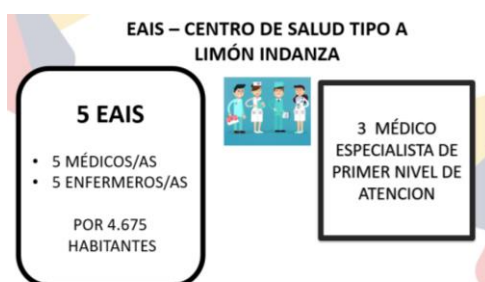 EAIS – CENTRO DE SALUD TIPO A
LIMÓN INDANZA
5 EAIS
• 5 MÉDICOS/AS
• 5 ENFERMEROS/AS
POR 4.675
HABITANTES
3 MÉDICO
ESPECIALISTA DE
PRIMER NIVEL DE
ATENCION